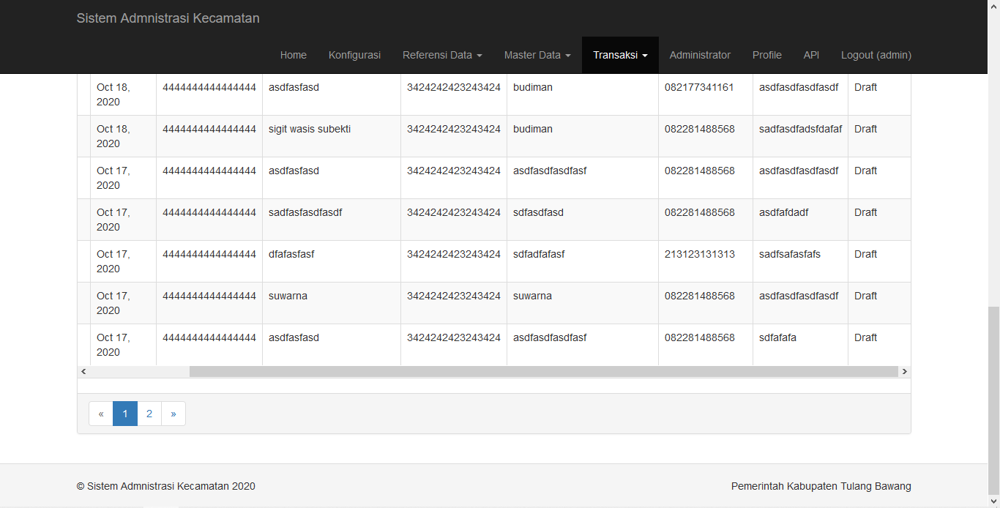 Sistem Admnistrasi Kecamatan
Home Konfigurasi Referensi Data Master Data Transaksi Administrator Profile API Logout (admin)
Oct 18, 4444444444444444 asdfasfasd 3424242423243424 budiman 082177341161 asdfasdfasdfasdf Draft
2020
Oct 18, 4444444444444444 sigit wasis subekti 3424242423243424 budiman 082281488568 sadfasdfadsfdafaf Draft
2020
Oct 17, 4444444444444444 asdfasfasd 3424242423243424 asdfasdfasdfasf 082281488568 asdfasdfasdfasdf Draft
2020
Oct 17, 4444444444444444 sadfasfasdfasdf 3424242423243424 sdfasdfasd 082281488568 asdfafdadf Draft
2020
Oct 17, 4444444444444444 dfafasfasf 3424242423243424 sdfadfafasf 213123131313 sadfsafasfafs Draft
2020
Oct 17, 4444444444444444 suwarna 3424242423243424 suwarna 082281488568 asdfasdfasdfasdf Draft
2020
Oct 17, 4444444444444444 asdfasfasd 3424242423243424 asdfasdfasdfasf 082281488568 sdfafafa Draft
2020
« 1 2 »
© Sistem Admnistrasi Kecamatan 2020 Pemerintah Kabupaten Tulang Bawang